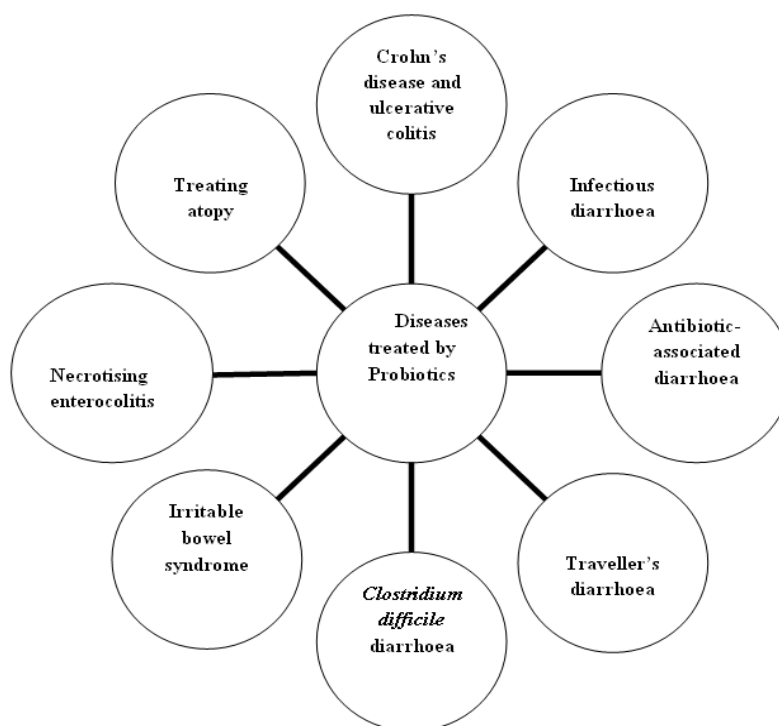 Crohn's
disease and
ulcerative
colitis
Treating
atopy
Infectious
diarrhoea
Diseases
treated by
Probiotics
Antibiotic-
associated
diarrhoea
Necrotising
enterocolitis
Irritable
bowel
syndrome
Traveller's
diarrhoea
Clostridium
difficile
diarrhoea